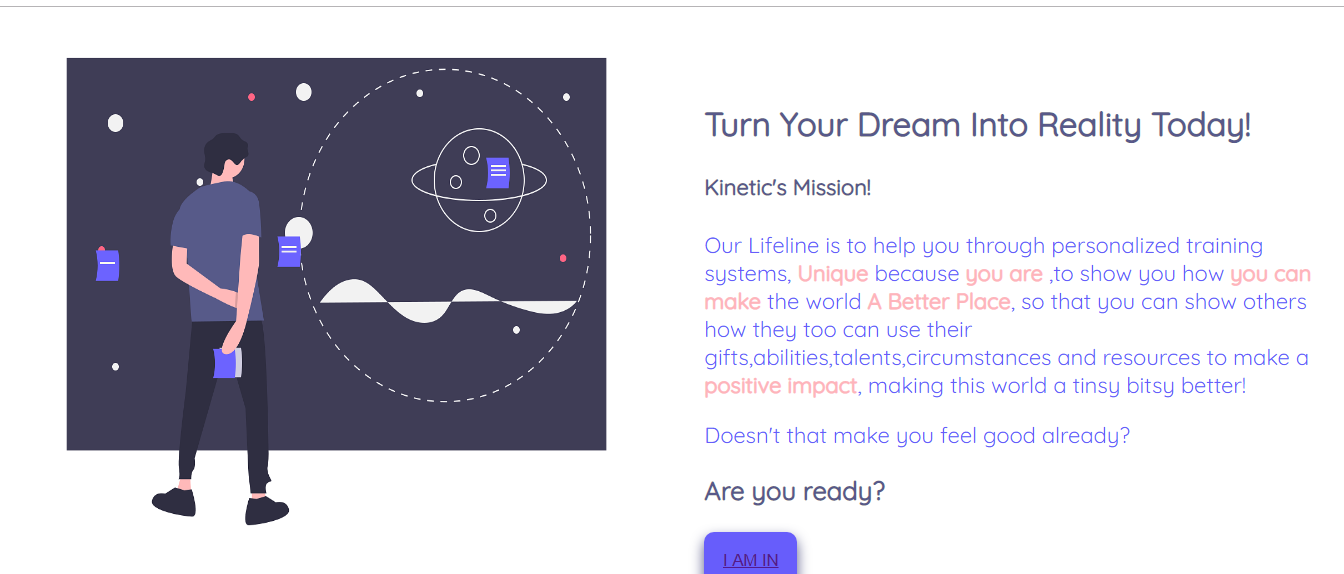 Turn Your Dream Into Reality Today!
Kinetic's Mission!
Our Lifeline is to help you through personalized training
systems, Unique because you are ,to show you how you can
make the world A Better Place, so that you can show others
how they too can use their
gifts,abilities,talents,circumstances and resources to make a
positive impact, making this world a tinsy bitsy better!
Doesn't that make you feel good already?
Are you ready?
I AM IN